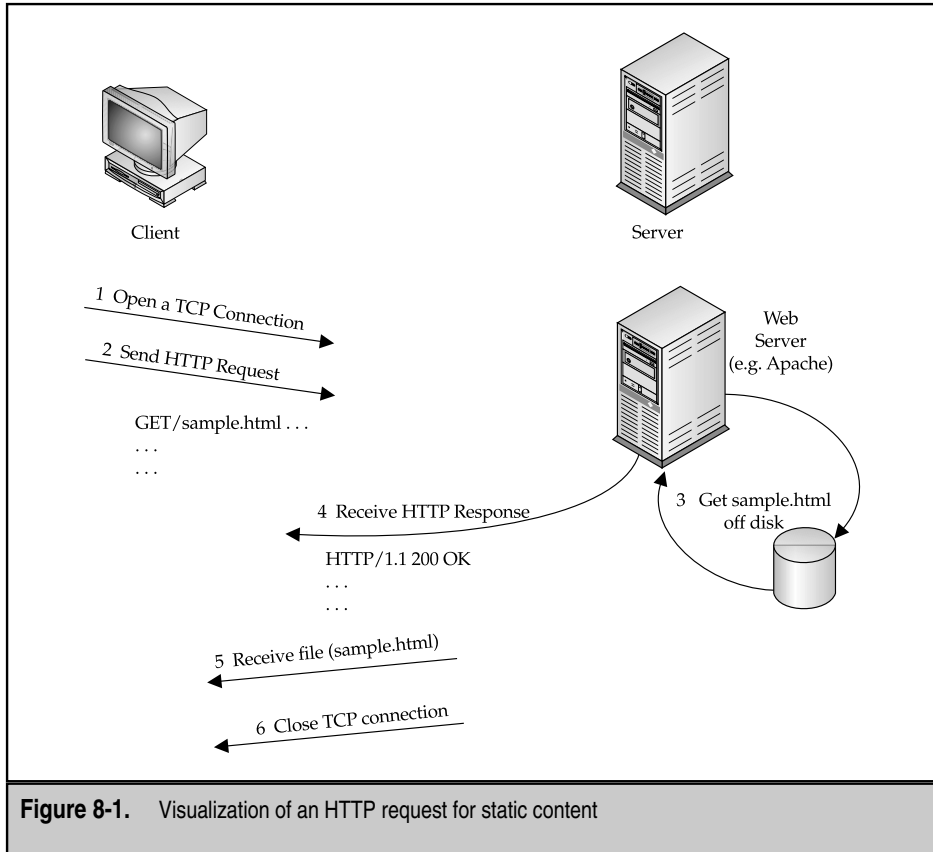 Client
Server
1 Open a TCP Connection
2 Send HTTP Request
GET/sample.html . . .
. . .
. . .
Web
Server
(e.g. Apache)
3 Get sample.html
off disk
4 Receive HTTP Response
HTTP/1.1 200 OK
. . .
. . .
5 Receive file (sample.html)
6 Close TCP connection
Figure 8-1. Visualization of an HTTP request for static content